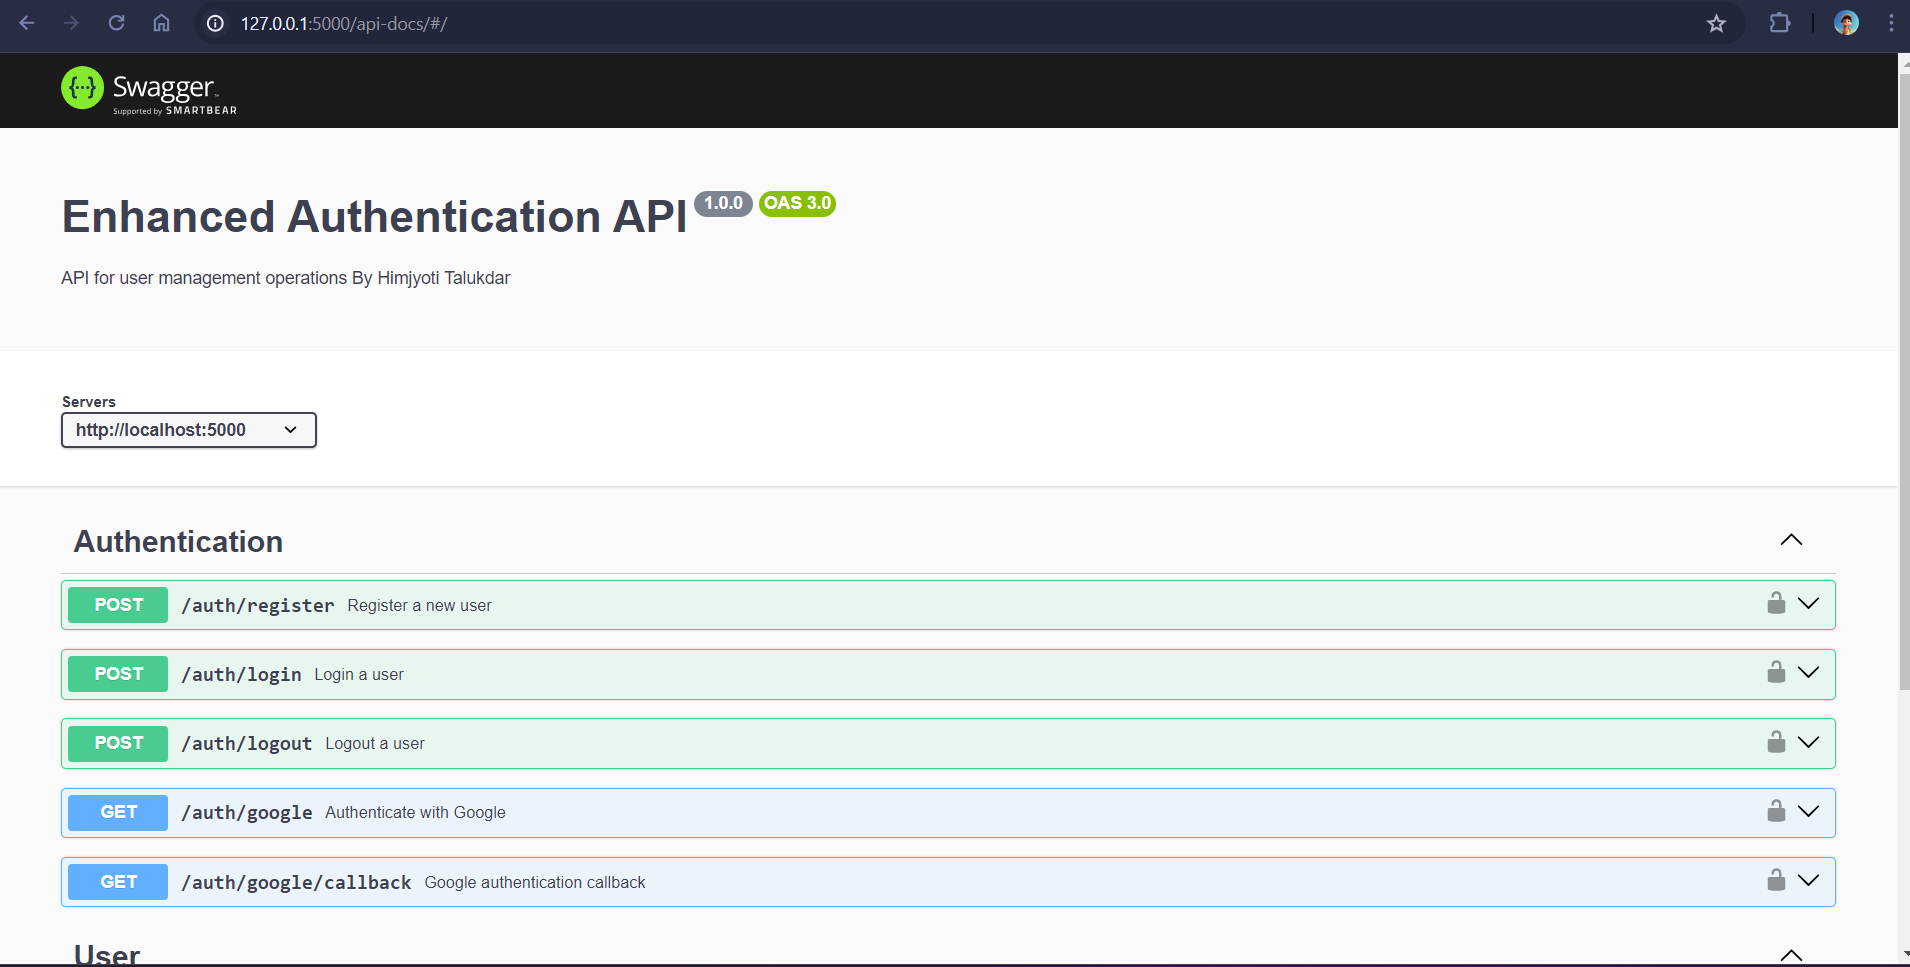 127.0.0.1:5000/api-docs/#/
{...} Swagger™
Supported by SMARTBEAR
Enhanced Authentication API 1.0.0 OAS 3.0
API for user management operations By Himjyoti Talukdar
Servers
http://localhost:5000
Authentication
POST /auth/register Register a new user
POST /auth/login Login a user
POST /auth/logout Logout a user
GET /auth/google Authenticate with Google
GET /auth/google/callback Google authentication callback
User